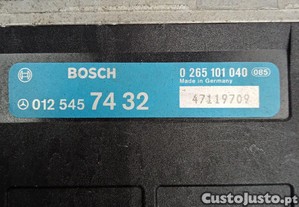 BOSCH
0 265 101 040 085
Made in Germany
012 545 74 32
47119709
CustoJusto.pt